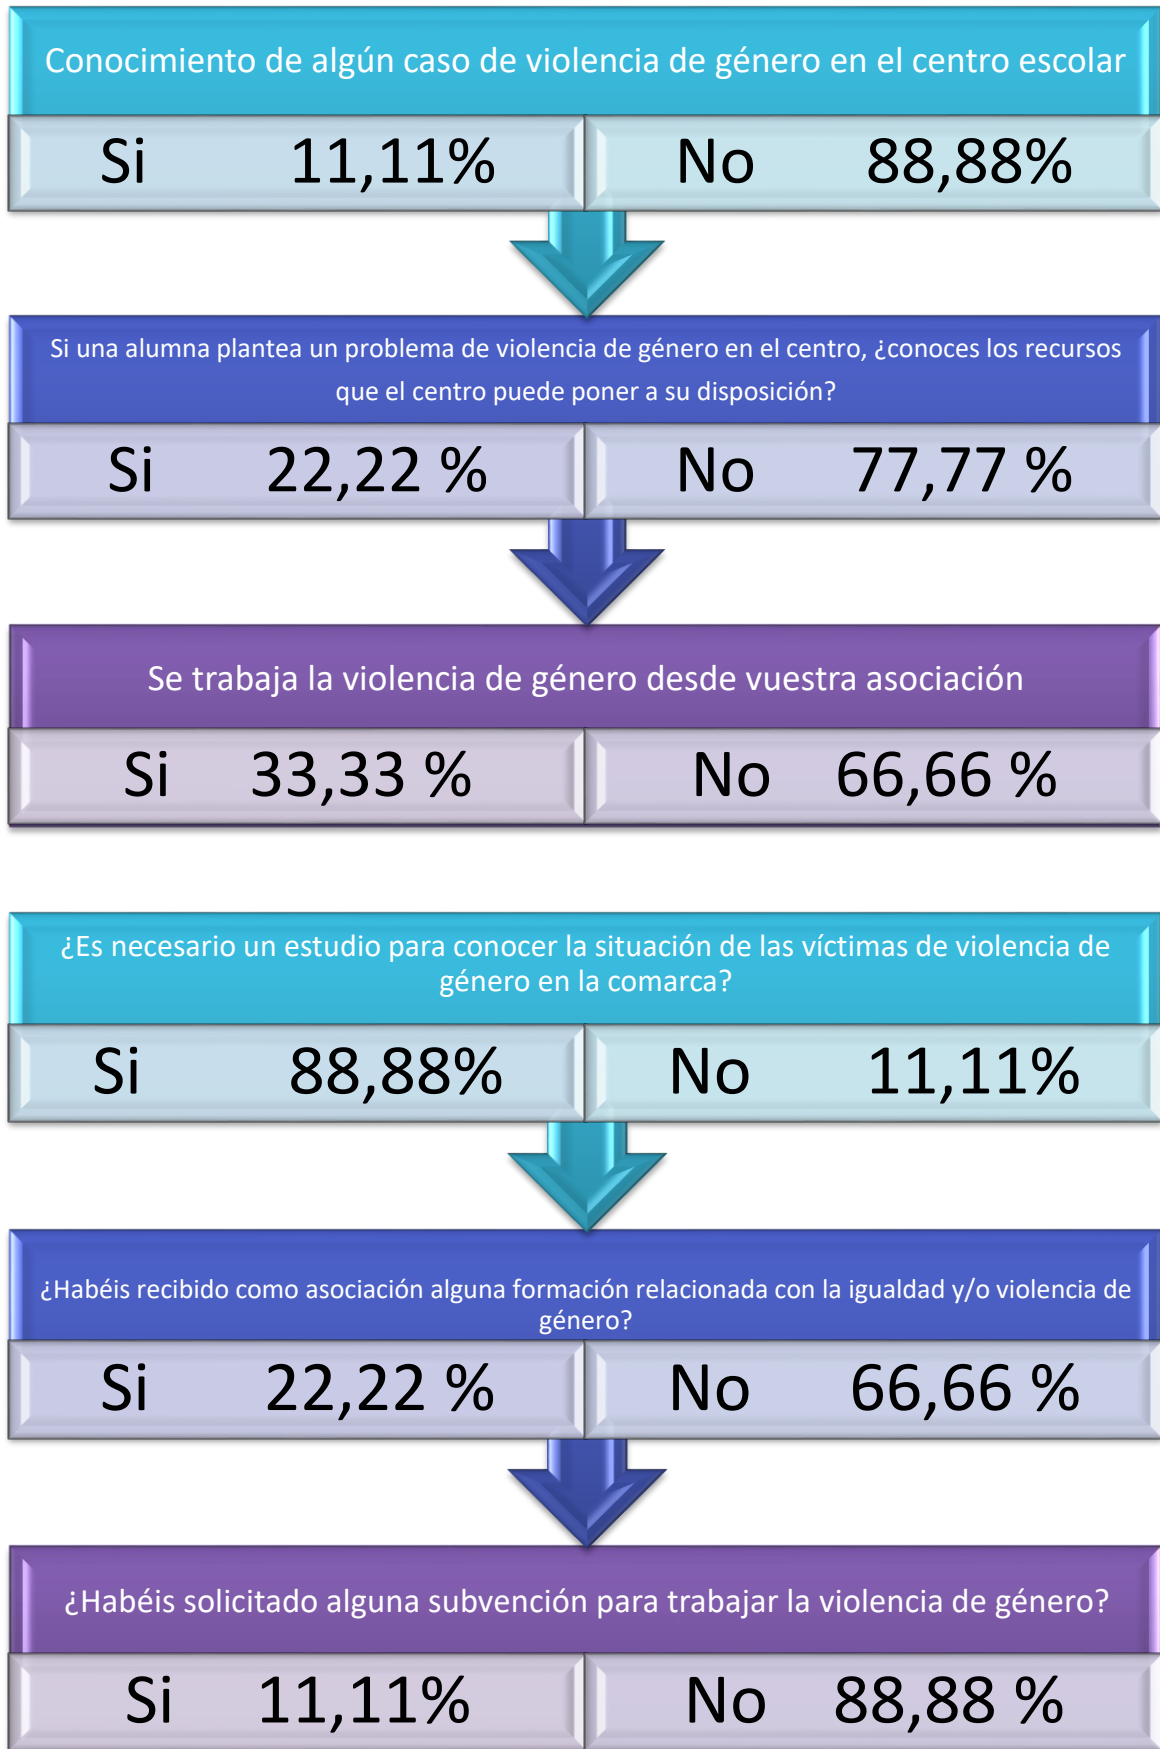 Conocimiento de algún caso de violencia de género en el centro escolar
Si 11,11% No 88,88%
Si una alumna plantea un problema de violencia de género en el centro, ¿conoces los recursos
que el centro puede poner a su disposición?
Si 22,22 % No 77,77 %
Se trabaja la violencia de género desde vuestra asociación
Si 33,33 % No 66,66 %
¿Es necesario un estudio para conocer la situación de las víctimas de violencia de
género en la comarca?
Si 88,88% No 11,11%
¿Habéis recibido como asociación alguna formación relacionada con la igualdad y/o violencia de
género?
Si 22,22 % No 66,66 %
¿Habéis solicitado alguna subvención para trabajar la violencia de género?
Si 11,11% No 88,88 %